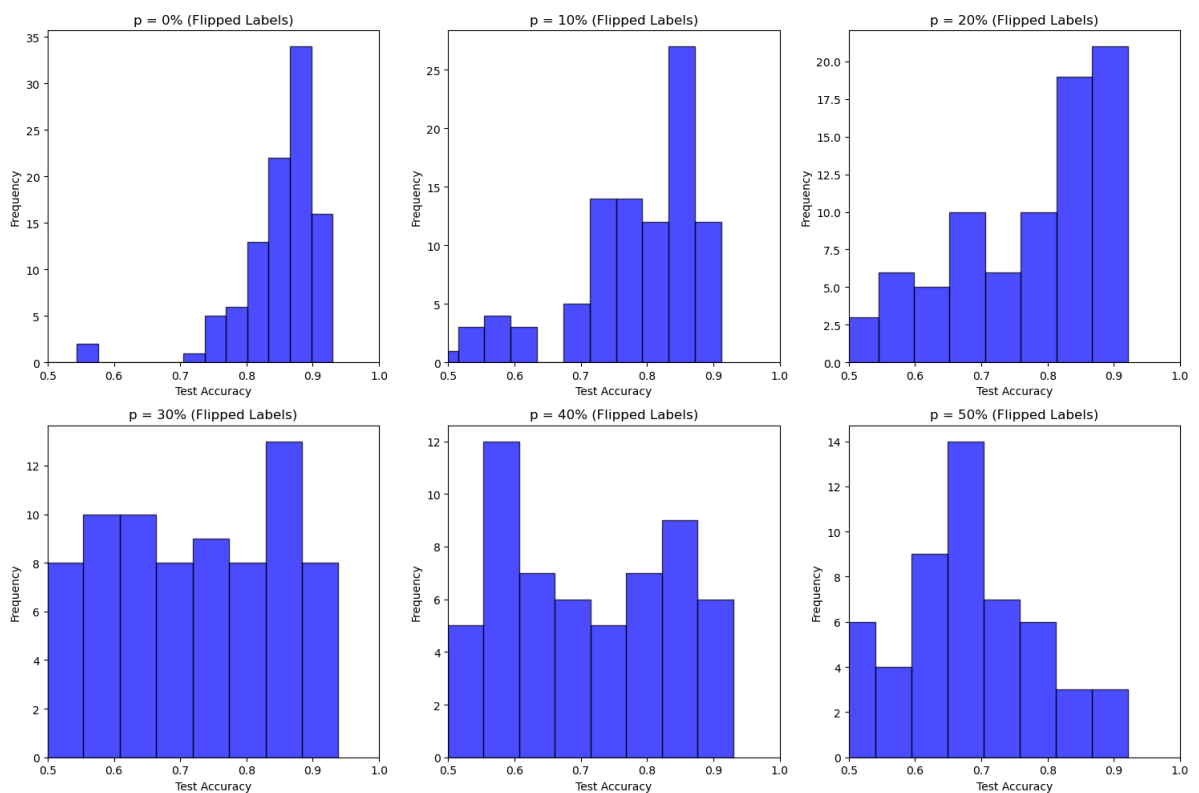 p = 0% (Flipped Labels)
35
30
25
20
15
10
5
0
Frequency
0.5 0.6 0.7 0.8 0.9 1.0
Test Accuracy
p = 10% (Flipped Labels)
25
20
15
10
5
0
Frequency
0.5 0.6 0.7 0.8 0.9 1.0
Test Accuracy
p = 20% (Flipped Labels)
20.0
17.5
15.0
12.5
10.0
7.5
5.0
2.5
0.0
Frequency
0.5 0.6 0.7 0.8 0.9 1.0
Test Accuracy
p = 30% (Flipped Labels)
12
10
8
6
4
2
0
Frequency
0.5 0.6 0.7 0.8 0.9 1.0
Test Accuracy
p = 40% (Flipped Labels)
12
10
8
6
4
2
0
Frequency
0.5 0.6 0.7 0.8 0.9 1.0
Test Accuracy
p = 50% (Flipped Labels)
14
12
10
8
6
4
2
0
Frequency
0.5 0.6 0.7 0.8 0.9 1.0
Test Accuracy